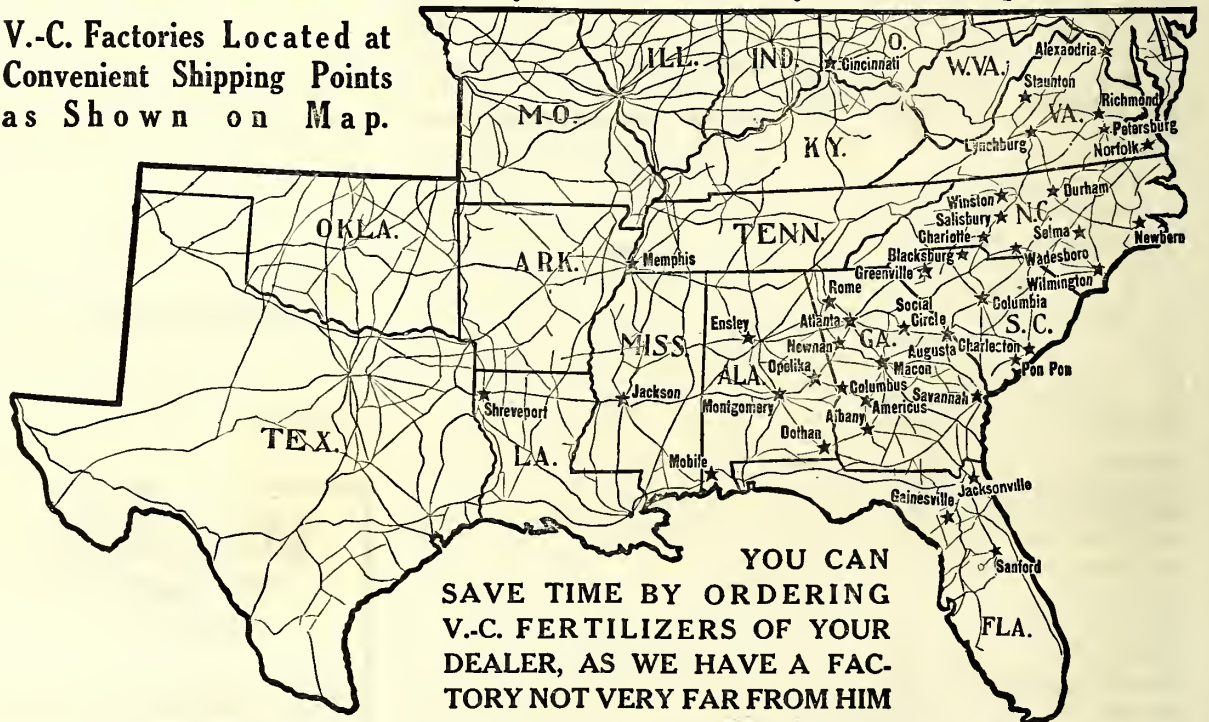 V.-C. Factories Located at
Convenient Shipping Points
as Shown on Map.
ILL.
IND.
O.
Cincinnati
W.VA.
Alexandria
Staunton
Richmond
VA.
Petersburg
Lynchburg
Norfolk
MO.
KY.
Durham
Winston
N.C.
Salisbury
Selma
Charlotte
Newbern
Blacksburg
Wadesboro
Greenville
Wilmington
OKLA.
TENN.
ARK.
Memphis
Rome
Columbia
Social
Circle
S.C.
Ensley
Atlanta
MISS.
Newnan
GA.
Augusta
Charleston
Pon Pon
Macon
Opelika
ALA.
Columbus
Jackson
Savannah
Shreveport
Montgomery
Albany
Americus
TEX.
Dothan
LA.
Mobile
Jacksonville
Gainesville
Sanford
FLA.
YOU CAN
SAVE TIME BY ORDERING
V.-C. FERTILIZERS OF YOUR
DEALER, AS WE HAVE A FAC-
TORY NOT VERY FAR FROM HIM